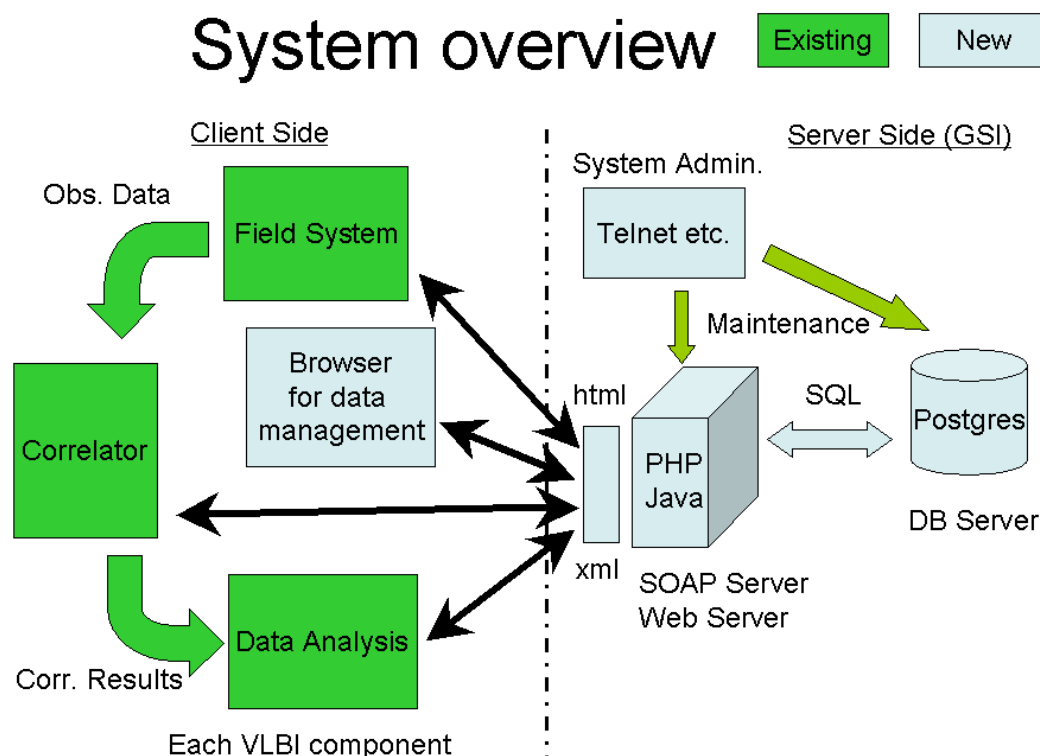 System overview
Existing
New
Client Side
Server Side (GSI)
Obs. Data
Field System
System Admin.
Telnet etc.
Maintenance
Browser
for data
management
Correlator
html
xml
PHP
Java
SQL
Postgres
DB Server
SOAP Server
Web Server
Data Analysis
Corr. Results
Each VLBI component